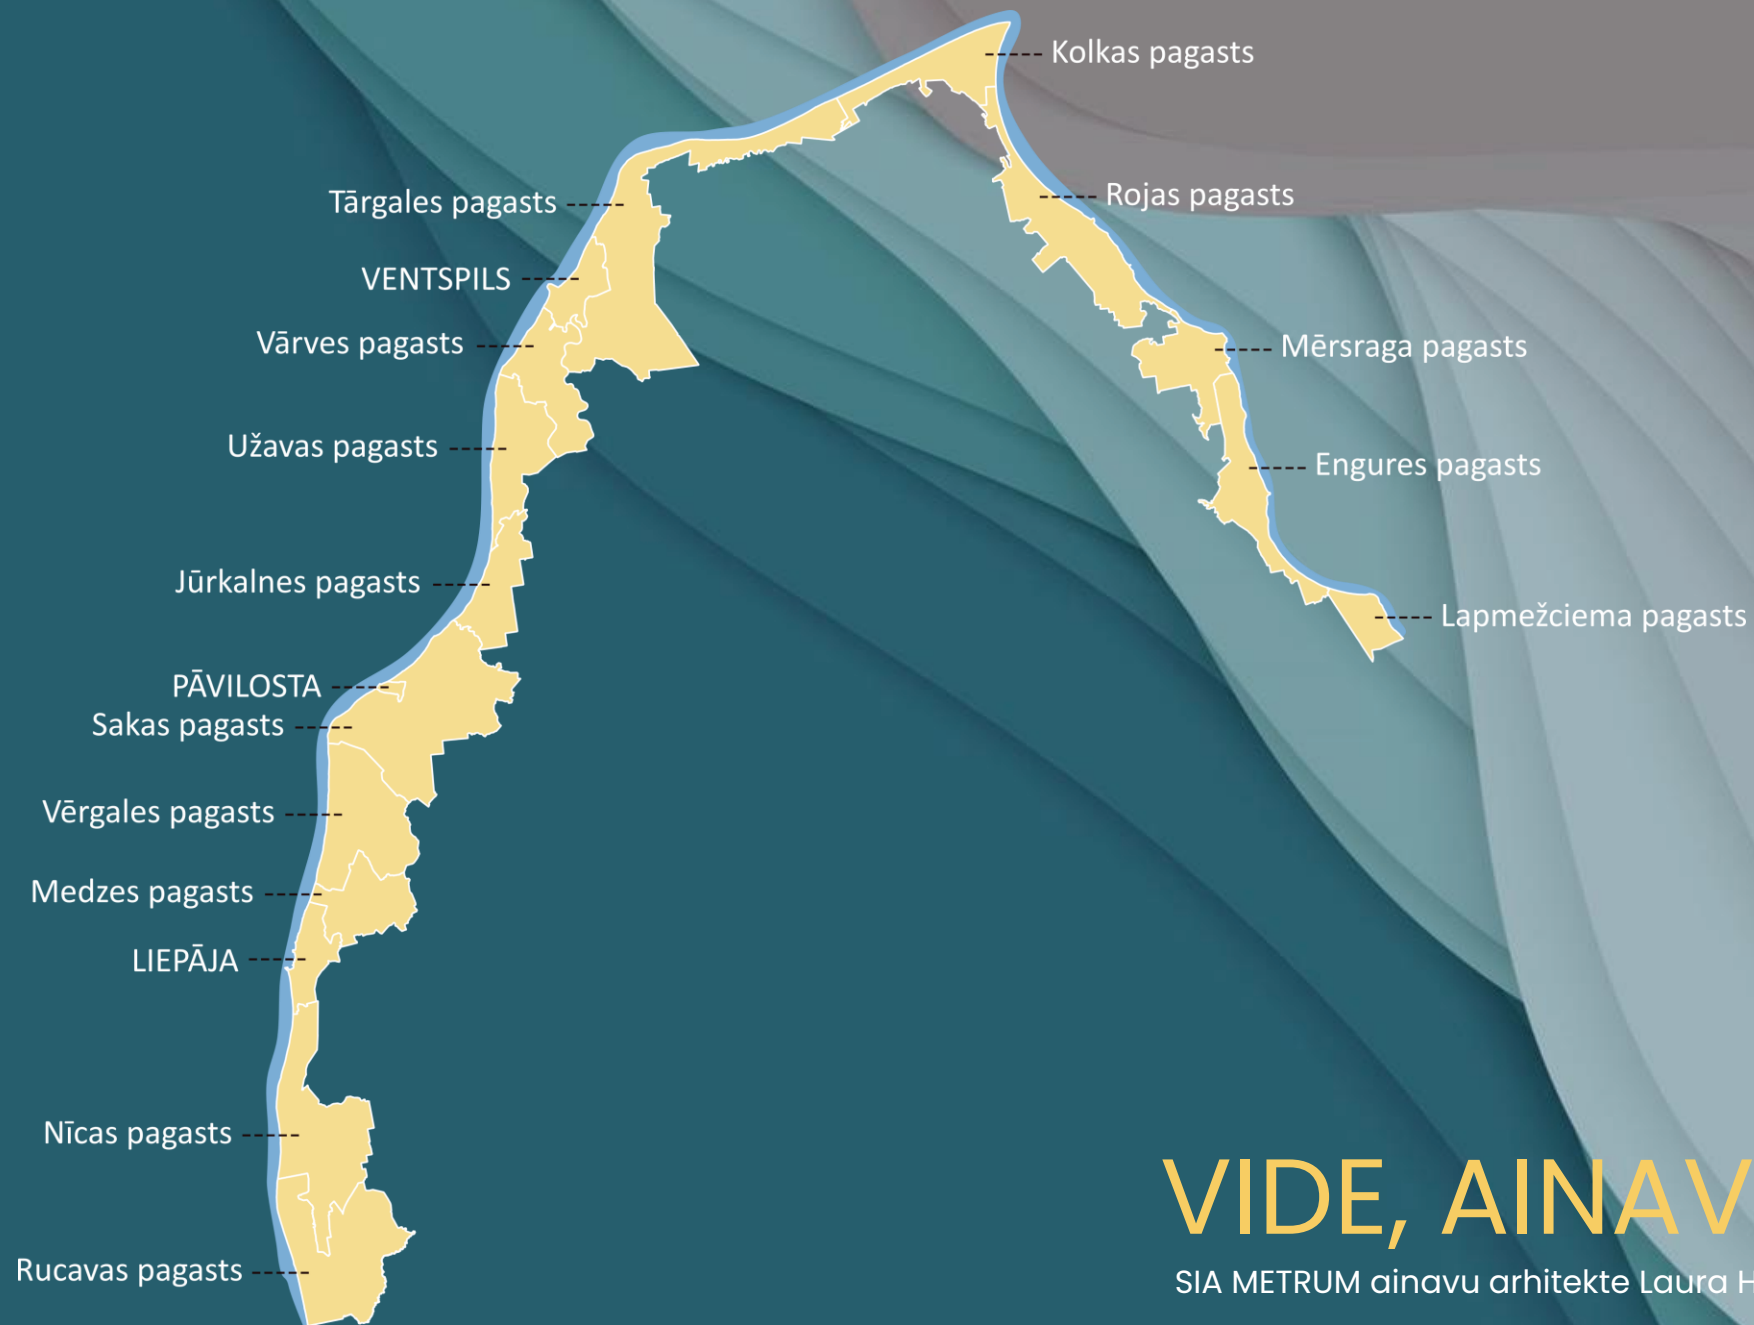 Kolkas pagasts
Tārgales pagasts
Rojas pagasts
VENTSPILS
Vārves pagasts
Mērsraga pagasts
Užavas pagasts
Engures pagasts
Jūrkalnes pagasts
Lapmežciema pagasts
PĀVILOSTA
Sakas pagasts
Vērgales pagasts
Medzes pagasts
LIEPĀJA
Nīcas pagasts
Rucavas pagasts
VIDE, AINAV
SIA METRUM ainavu arhitekte Laura H